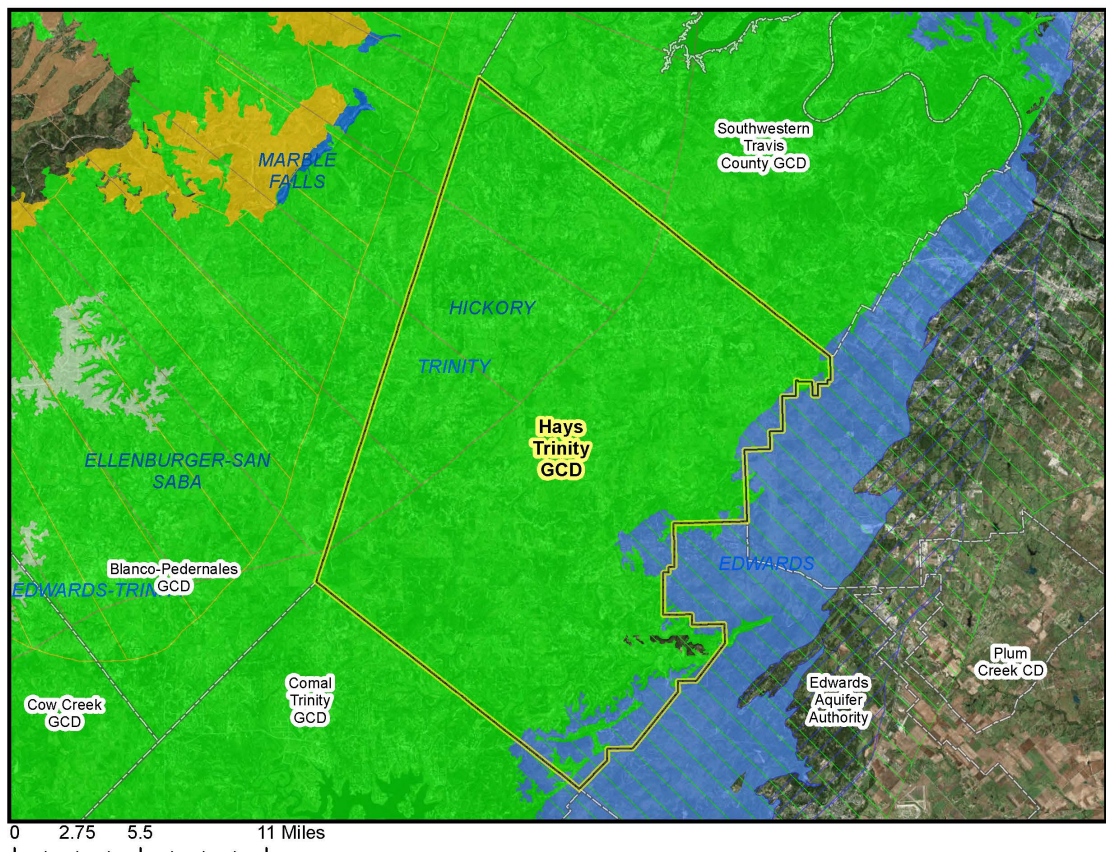 Southwestern
Travis
County GCD
MARBLE
FALLS
HICKORY
TRINITY
Hays
Trinity
GCD
ELLENBURGER-SAN
SABA
Blanco-Pedernales
GCD
EDWARDS-TRIN
EDWARDS
Plum
Creek CD
Comal
Trinity
GCD
Edwards
Aquifer
Authority
Cow Creek
GCD
0 2.75 5.5 11 Miles